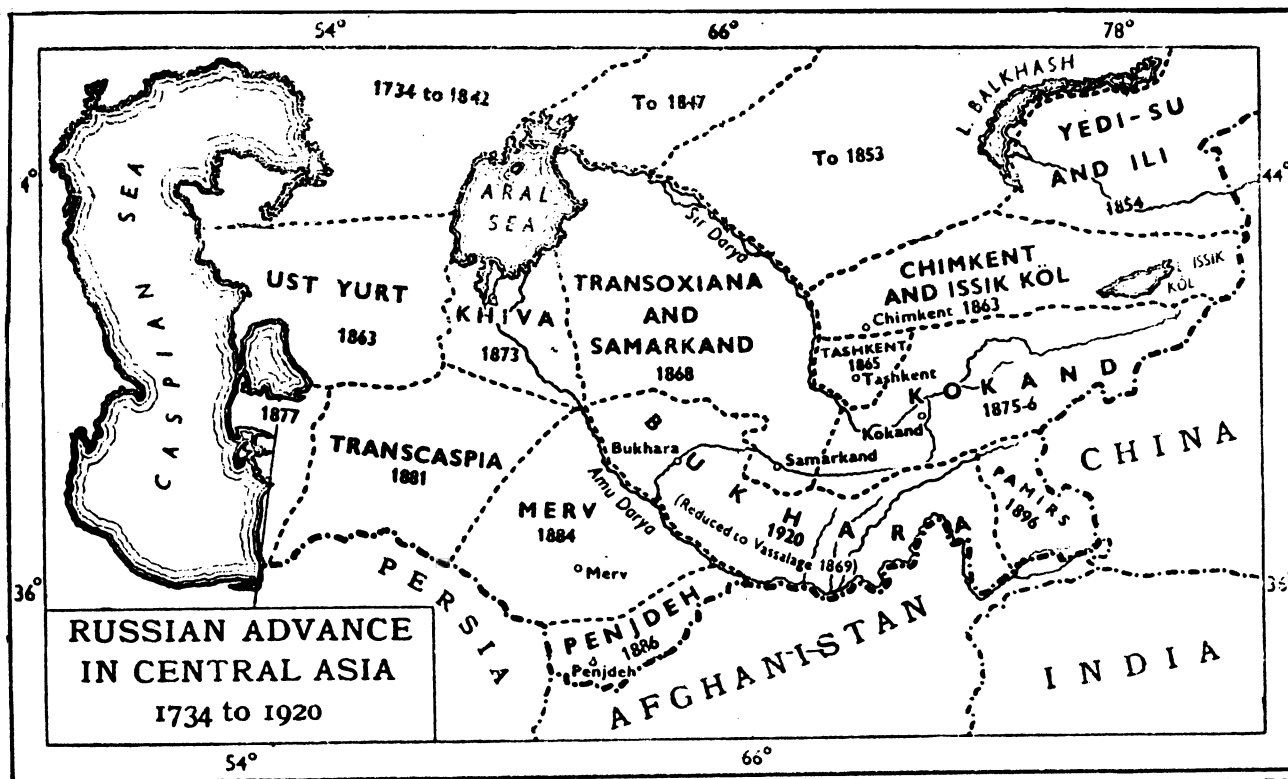 54°
66°
78°
1734 to 1842
To 1847
To 1853
L. BALKHASH
YEDI-SU
AND ILI
1854
4°
44°
CASPIAN SEA
ARAL
SEA
Sir Darya
UST YURT
1863
KHIVA
1873
TRANSOXIANA
AND
SAMARKAND
1868
CHIMKENT
AND ISSIK KÖL
Chimkent 1863
ISSIK
KÖL
TASHKENT
1865
Tashkent
KOKAND
1875-6
Kokand
1877
TRANSCASPIA
1881
Bukhara
Samarkand
BUKHARA
1920
(Reduced to Vassalage 1869)
Amu Darya
MERV
1884
Merv
PAMIRS
1896
CHINA
PERSIA
PENJDEH
1886
Penjdeh
AFGHANISTAN
INDIA
36°
36°
RUSSIAN ADVANCE
IN CENTRAL ASIA
1734 to 1920
54°
66°